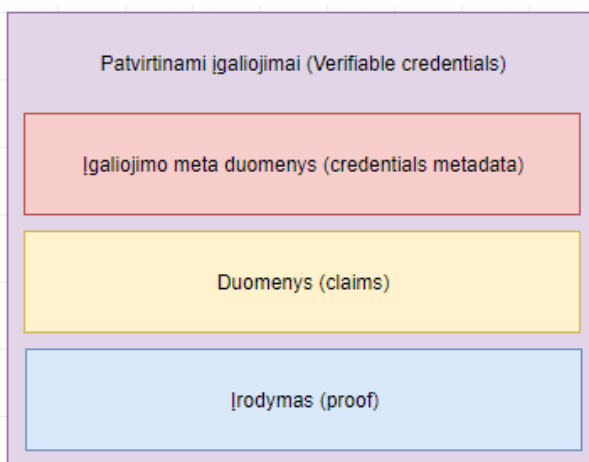 Patvirtinami įgaliojimai (Verifiable credentials)
Įgaliojimo meta duomenys (credentials metadata)
Duomenys (claims)
Įrodymas (proof)